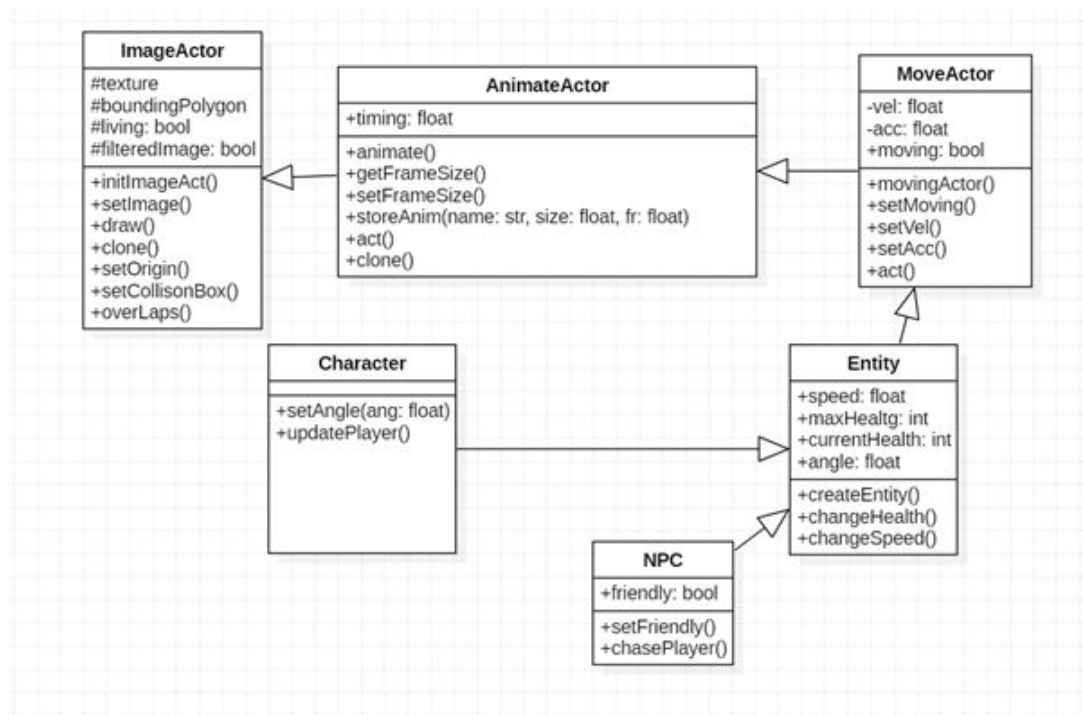 ImageActor
#texture
#boundingPolygon
#living: bool
#filteredImage: bool
+initImageAct()
+setImage()
+draw()
+clone()
+setOrigin()
+setCollisonBox()
+overLaps()
AnimateActor
+timing: float
+animate()
+getFrameSize()
+setFrameSize()
+storeAnim(name: str, size: float, fr: float)
+act()
+clone()
MoveActor
-vel: float
-acc: float
+moving: bool
+movingActor()
+setMoving()
+setVel()
+setAcc()
+act()
Character
+setAngle(ang: float)
+updatePlayer()
Entity
+speed: float
+maxHealtg: int
+currentHealth: int
+angle: float
+createEntity()
+changeHealth()
+changeSpeed()
NPC
+friendly: bool
+setFriendly()
+chasePlayer()